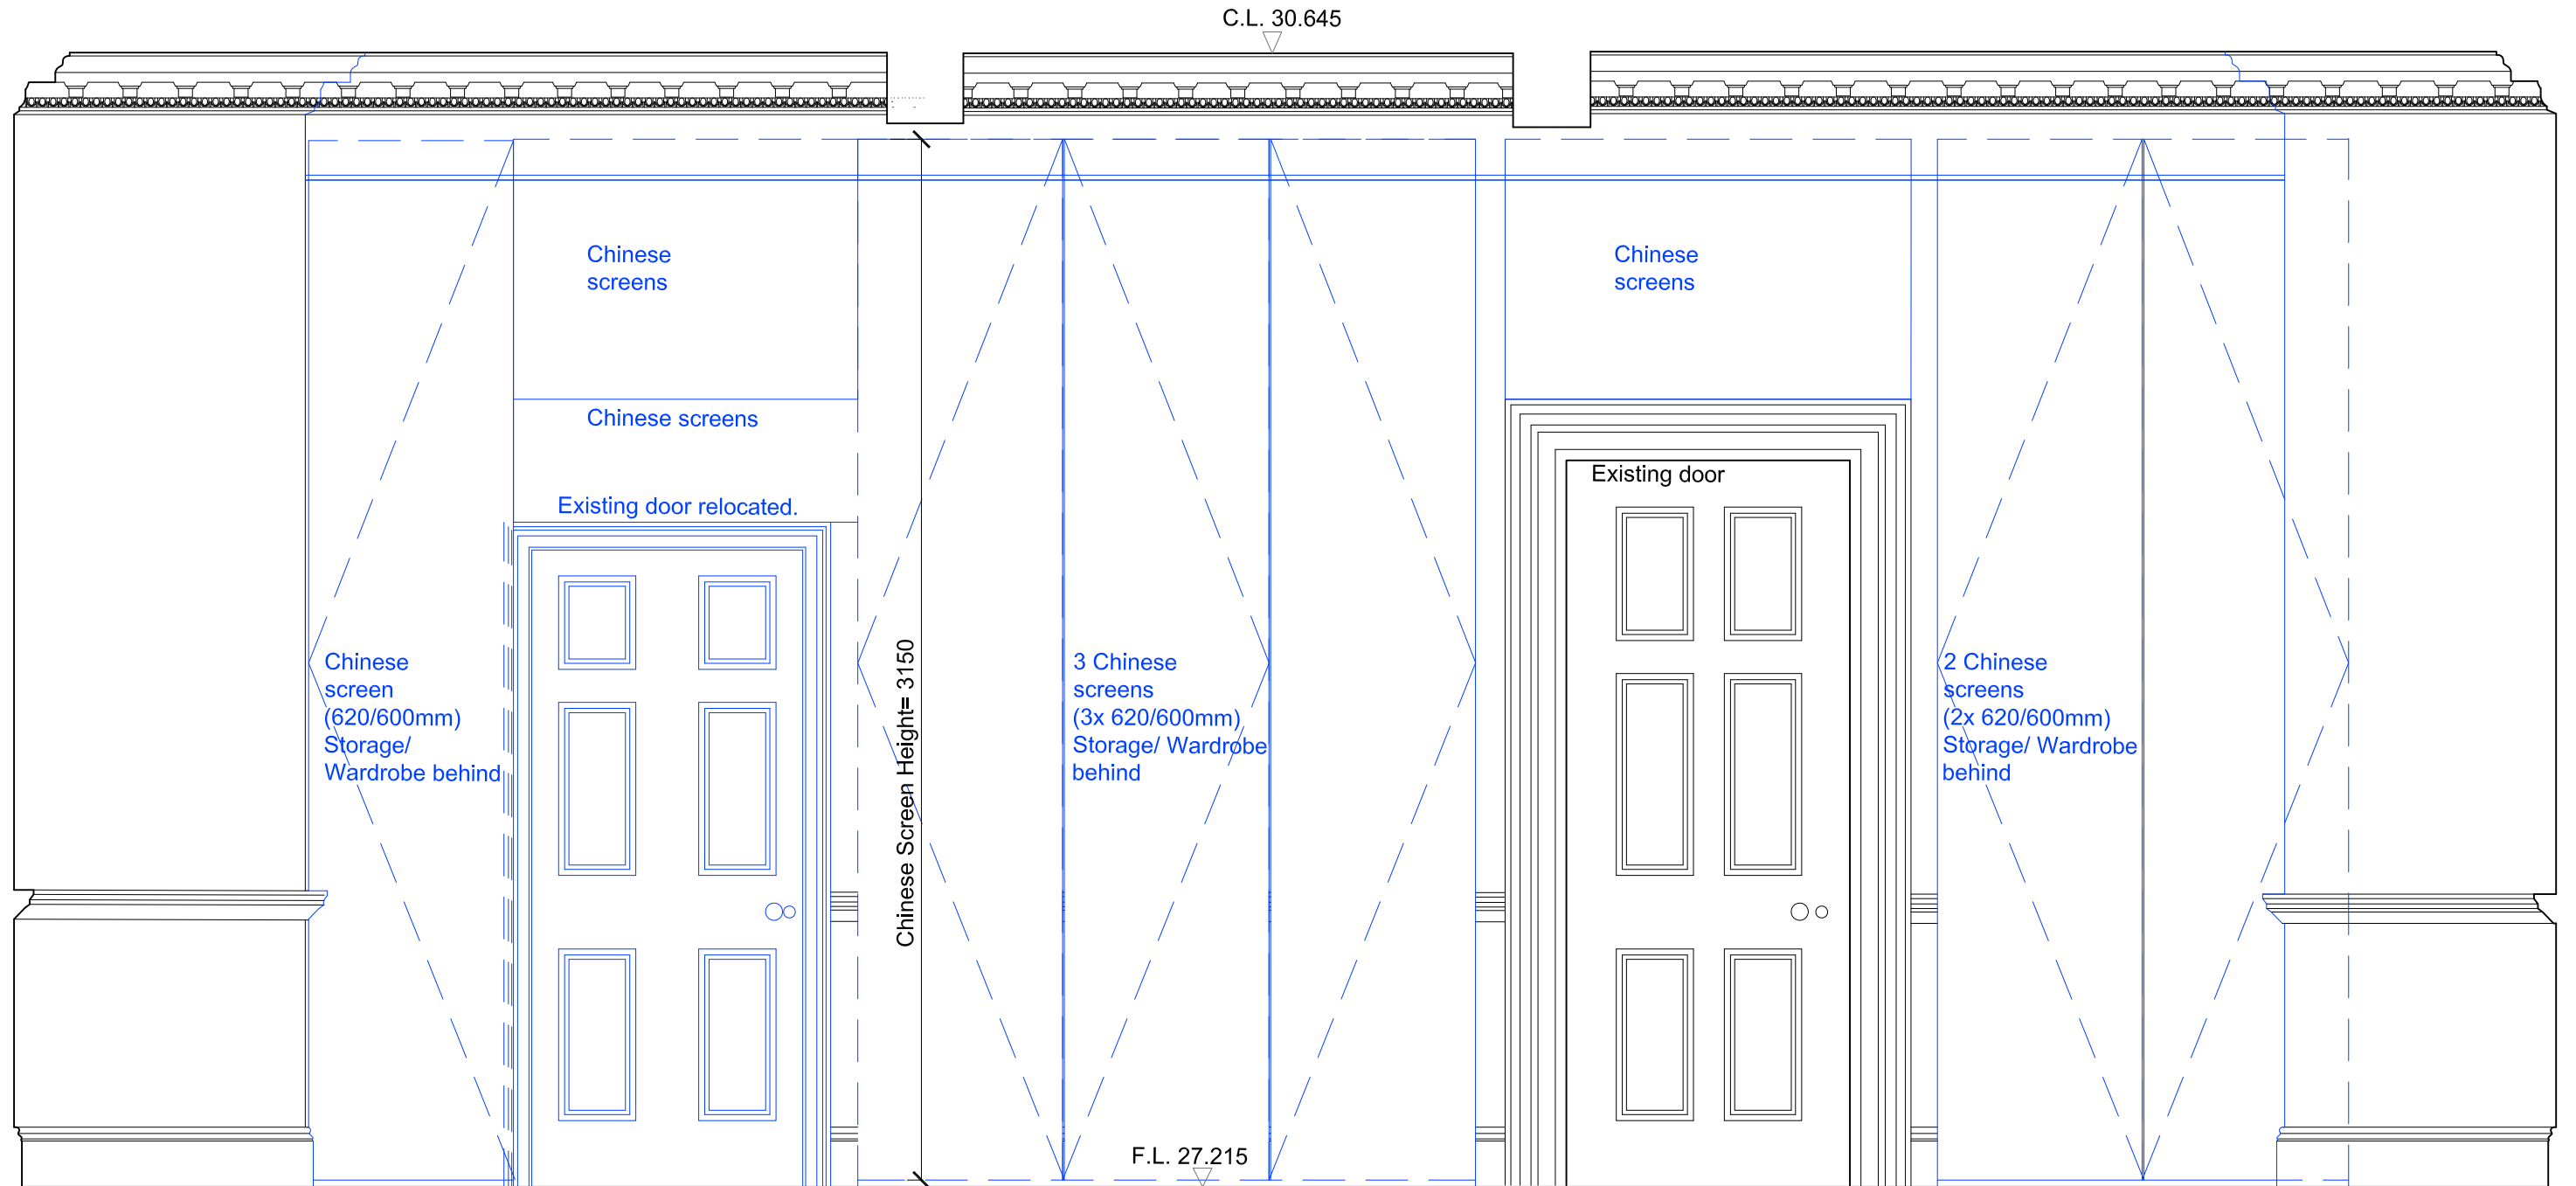 C.L. 30.645
Chinese
screens
Chinese
screens
Chinese screens
Existing door relocated.
Existing door
Chinese
screen
(620/600mm)
Storage/
Wardrobe behind
Chinese Screen Height= 3150
3 Chinese
screens
(3x 620/600mm)
Storage/ Wardrobe
behind
2 Chinese
screens
(2x 620/600mm)
Storage/ Wardrobe
behind
F.L. 27.215